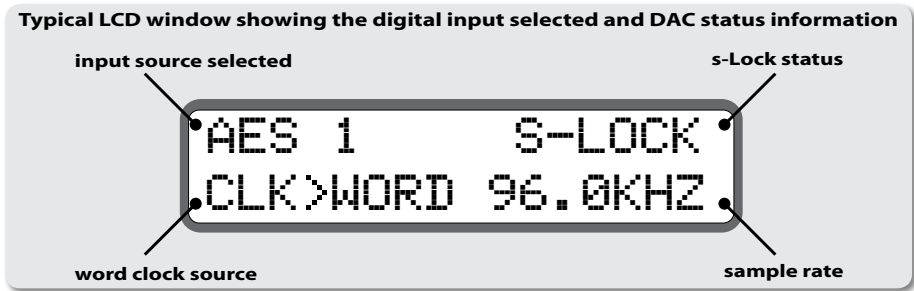 Typical LCD window showing the digital input selected and DAC status information
input source selected
s-Lock status
AES 1 S-LOCK
CLK>WORD 96.0KHZ
word clock source
sample rate